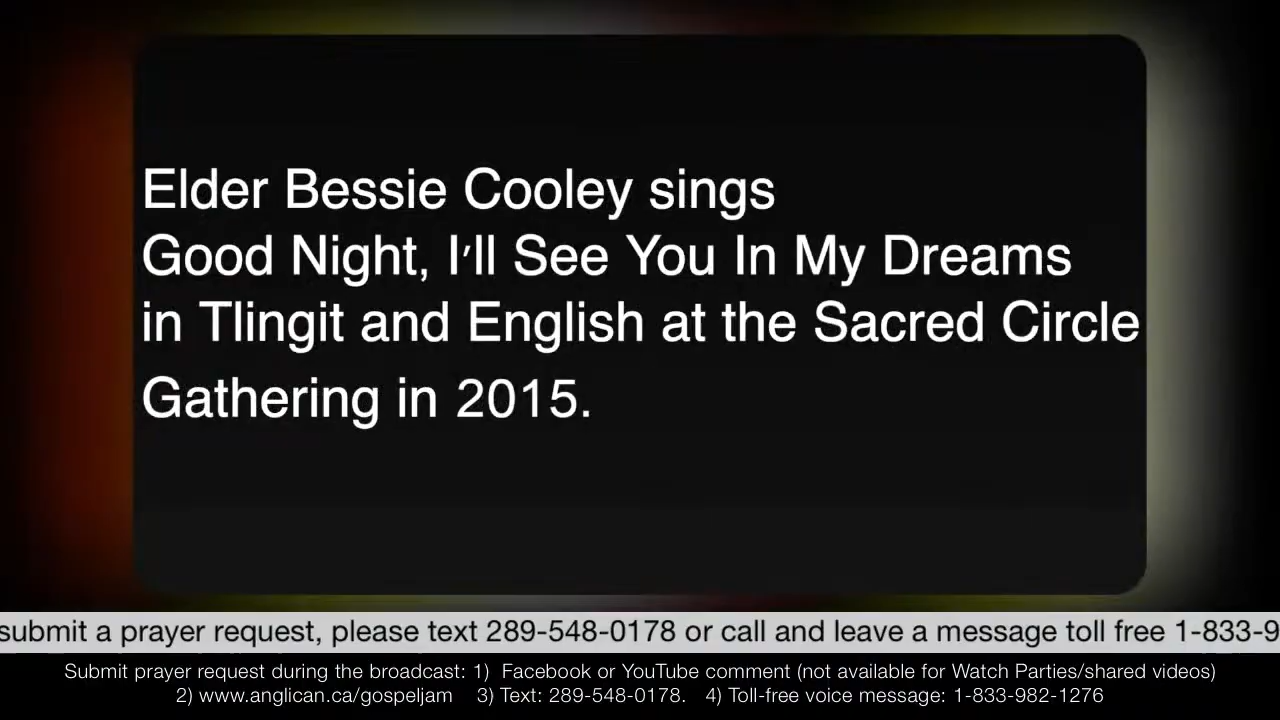 Elder Bessie Cooley sings
Good Night, I'll See You In My Dreams
in Tlingit and English at the Sacred Circle
Gathering in 2015.
submit a prayer request, please text 289-548-0178 or call and leave a message toll free 1-833-9
Submit prayer request during the broadcast: 1) Facebook or YouTube comment (not available for Watch Parties/shared videos)
2) www.anglican.ca/gospeljam 3) Text: 289-548-0178. 4) Toll-free voice message: 1-833-982-1276